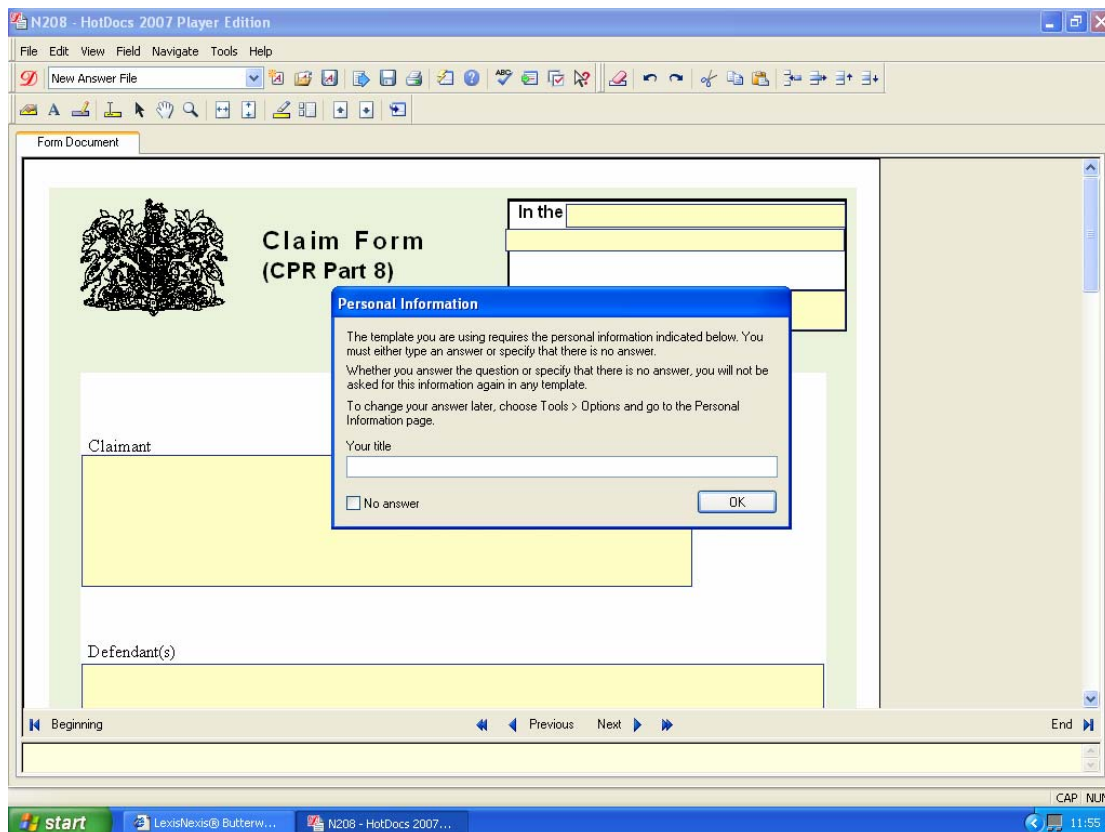 N208 - HotDocs 2007 Player Edition
File Edit View Field Navigate Tools Help
New Answer File
Form Document
In the
Claim Form
(CPR Part 8)
Personal Information
The template you are using requires the personal information indicated below. You
must either type an answer or specify that there is no answer.
Whether you answer the question or specify that there is no answer, you will not be
asked for this information again in any template.
To change your answer later, choose Tools > Options and go to the Personal
Information page.
Your title
No answer
OK
Claimant
Defendant(s)
Beginning
Previous Next
End
CAP NUM
start
LexisNexis® Butterw...
N208 - HotDocs 2007...
11:55